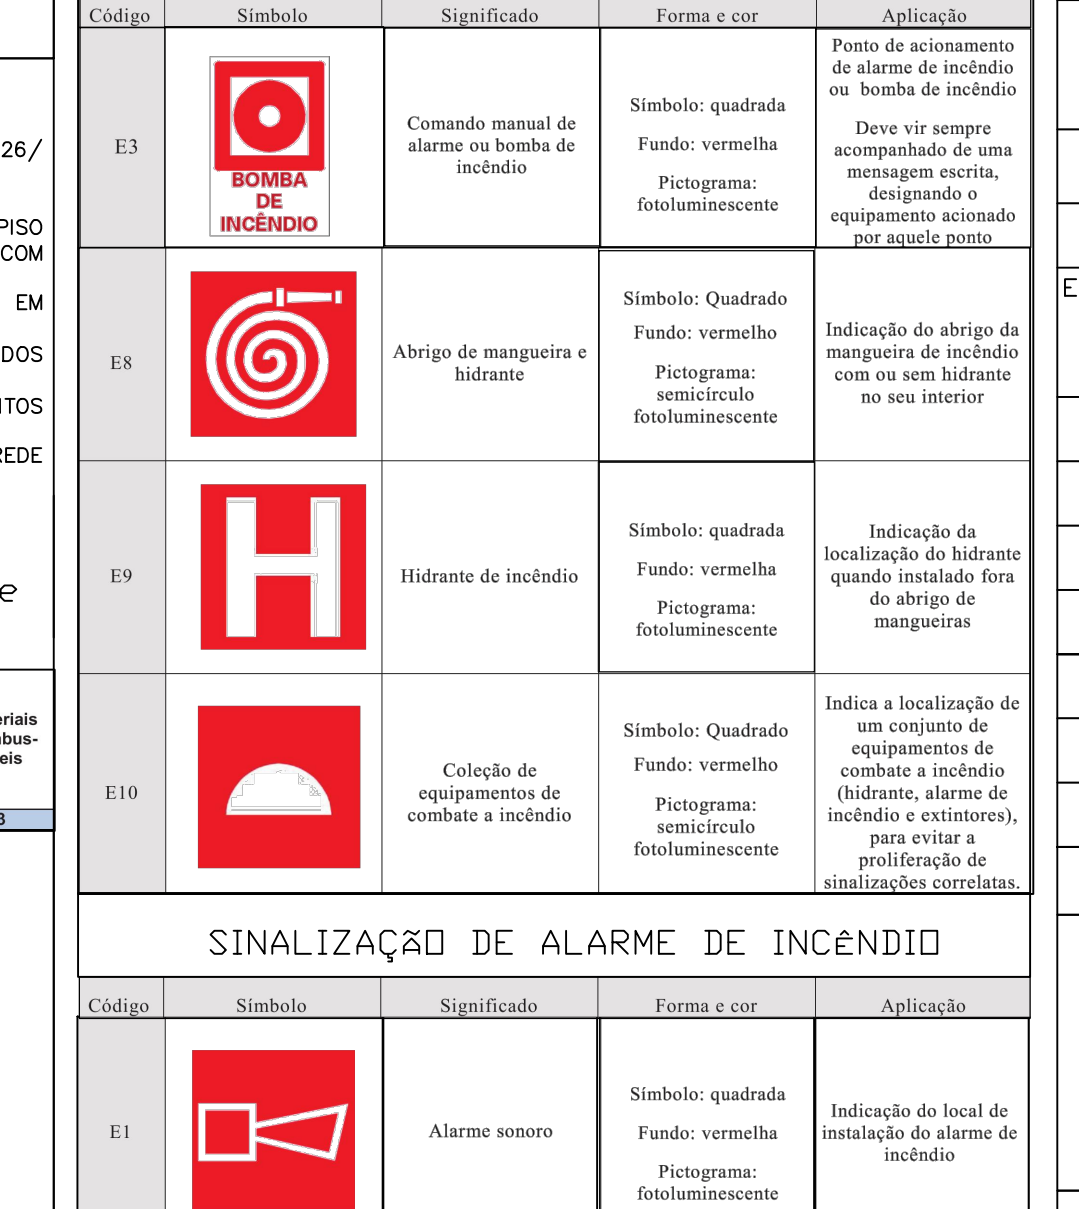 Código Símbolo Significado Forma e cor Aplicação
E3
BOMBA
DE
INCÊNDIO
Comando manual de
alarme ou bomba de
incêndio
Símbolo: quadrada
Fundo: vermelha
Pictograma:
fotoluminescente
Ponto de acionamento
de alarme de incêndio
ou bomba de incêndio
Deve vir sempre
acompanhado de uma
mensagem escrita,
designando o
equipamento acionado
por aquele ponto
E8
Abrigo de mangueira e
hidrante
Símbolo: Quadrado
Fundo: vermelho
Pictograma:
semicírculo
fotoluminescente
Indicação do abrigo da
mangueira de incêndio
com ou sem hidrante
no seu interior
E9
H
Hidrante de incêndio
Símbolo: quadrada
Fundo: vermelha
Pictograma:
fotoluminescente
Indicação da
localização do hidrante
quando instalado fora
do abrigo de
mangueiras
E10
Coleção de
equipamentos de
combate a incêndio
Símbolo: Quadrado
Fundo: vermelho
Pictograma:
semicírculo
fotoluminescente
Indica a localização de
um conjunto de
equipamentos de
combate a incêndio
(hidrante, alarme de
incêndio e extintores),
para evitar a
proliferação de
sinalizações correlatas.
SINALIZAÇÃO DE ALARME DE INCÊNDIO
Código Símbolo Significado Forma e cor Aplicação
E1
Alarme sonoro
Símbolo: quadrada
Fundo: vermelha
Pictograma:
fotoluminescente
Indicação do local de
instalação do alarme de
incêndio
26/
PISO
COM
EM
DOS
NTOS
REDE
e
eriais
nbus-
eis
E